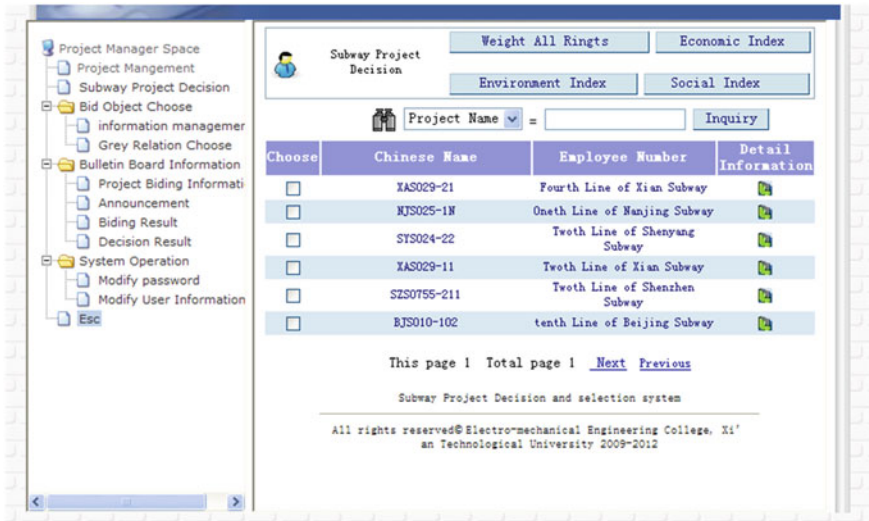 Project Manager Space
Project Mangement
Subway Project Decision
Bid Object Choose
information managemer
Grey Relation Choose
Bulletin Board Information
Project Biding Informati
Announcement
Biding Result
Decision Result
System Operation
Modify password
Modify User Information
Esc
Subway Project
Decision
Weight All Ringts
Economic Index
Environment Index
Social Index
Project Name
=
Inquiry
Choose Chinese Name Employee Number Detail
Information
XAS029-21 Fourth Line of Xian Subway
NJS025-1N Oneth Line of Nanjing Subway
SYS024-22 Twoth Line of Shenyang
Subway
XAS029-11 Twoth Line of Xian Subway
SZS0755-211 Twoth Line of Shenzhen
Subway
BJS010-102 tenth Line of Beijing Subway
This page 1 Total page 1 Next Previous
Subway Project Decision and selection system
All rights reserved© Electro-mechanical Engineering College, Xi'
an Technological University 2009-2012